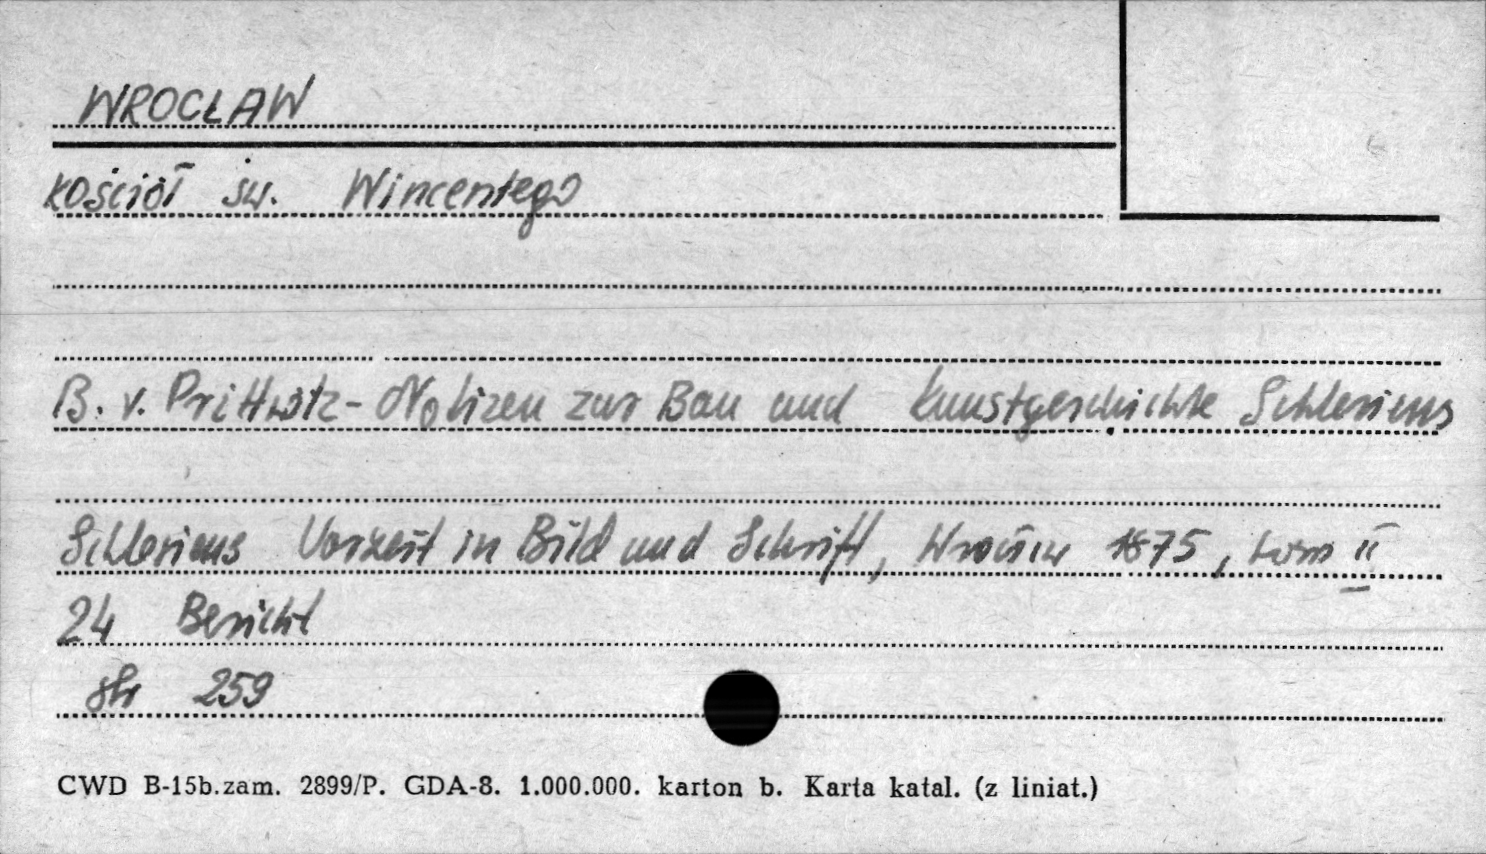 WROCŁAW
kościół św. Wincentego
B. v. Prittwitz - Notizen zur Bau und Kunstgeschichte Schlesiens
Schlesiens Vorzeit in Bild und Schrift, Wrocław 1875, tom II
24 Bericht
str 259
CWD B-15b.zam. 2899/P. GDA-8. 1.000.000. karton b. Karta katal. (z liniat.)